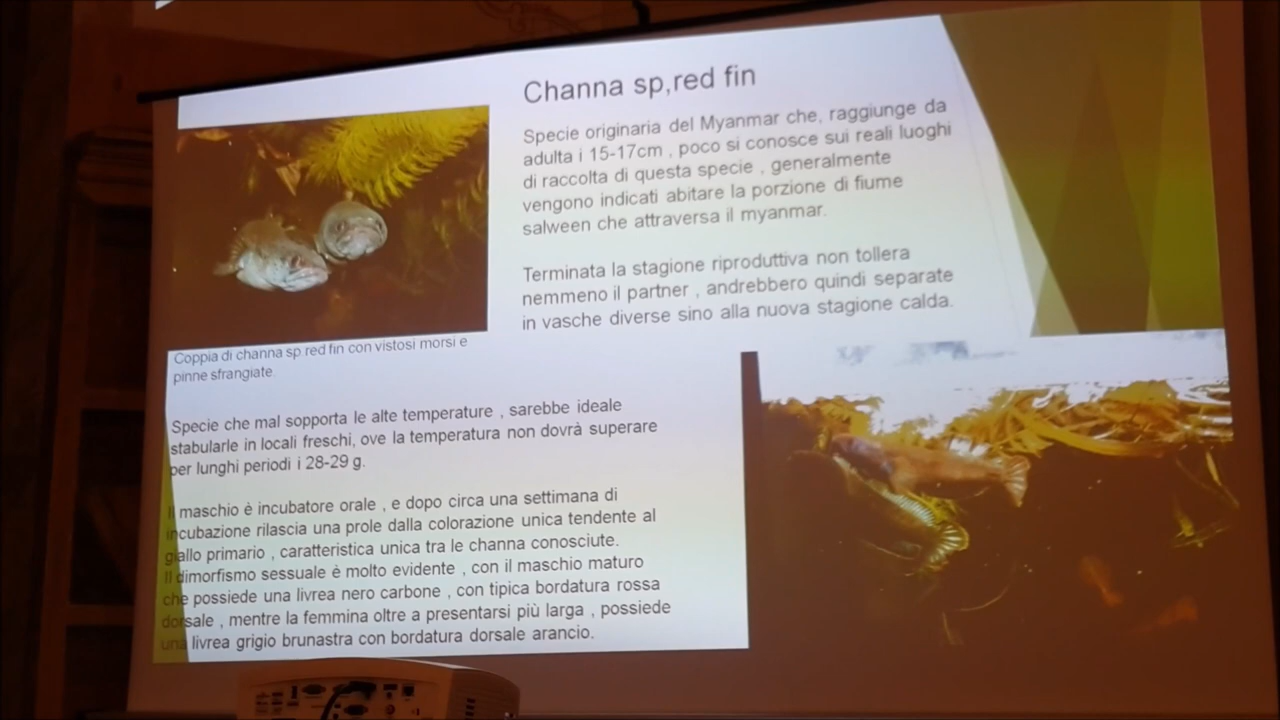 Channa sp,red fin
Specie originaria del Myanmar che, raggiunge da
adulta i 15-17cm , poco si conosce sui reali luoghi
di raccolta di questa specie , generalmente
vengono indicati abitare la porzione di fiume
salween che attraversa il myanmar.
Terminata la stagione riproduttiva non tollera
nemmeno il partner , andrebbero quindi separate
in vasche diverse sino alla nuova stagione calda.
Coppia di channa sp.red fin con vistosi morsi e
pinne sfrangiate.
Specie che mal sopporta le alte temperature , sarebbe ideale
stabularle in locali freschi, ove la temperatura non dovrà superare
per lunghi periodi i 28-29 g.
Il maschio è incubatore orale , e dopo circa una settimana di
incubazione rilascia una prole dalla colorazione unica tendente al
giallo primario , caratteristica unica tra le channa conosciute.
Il dimorfismo sessuale è molto evidente , con il maschio maturo
che possiede una livrea nero carbone , con tipica bordatura rossa
dorsale , mentre la femmina oltre a presentarsi più larga , possiede
una livrea grigio brunastra con bordatura dorsale arancio.